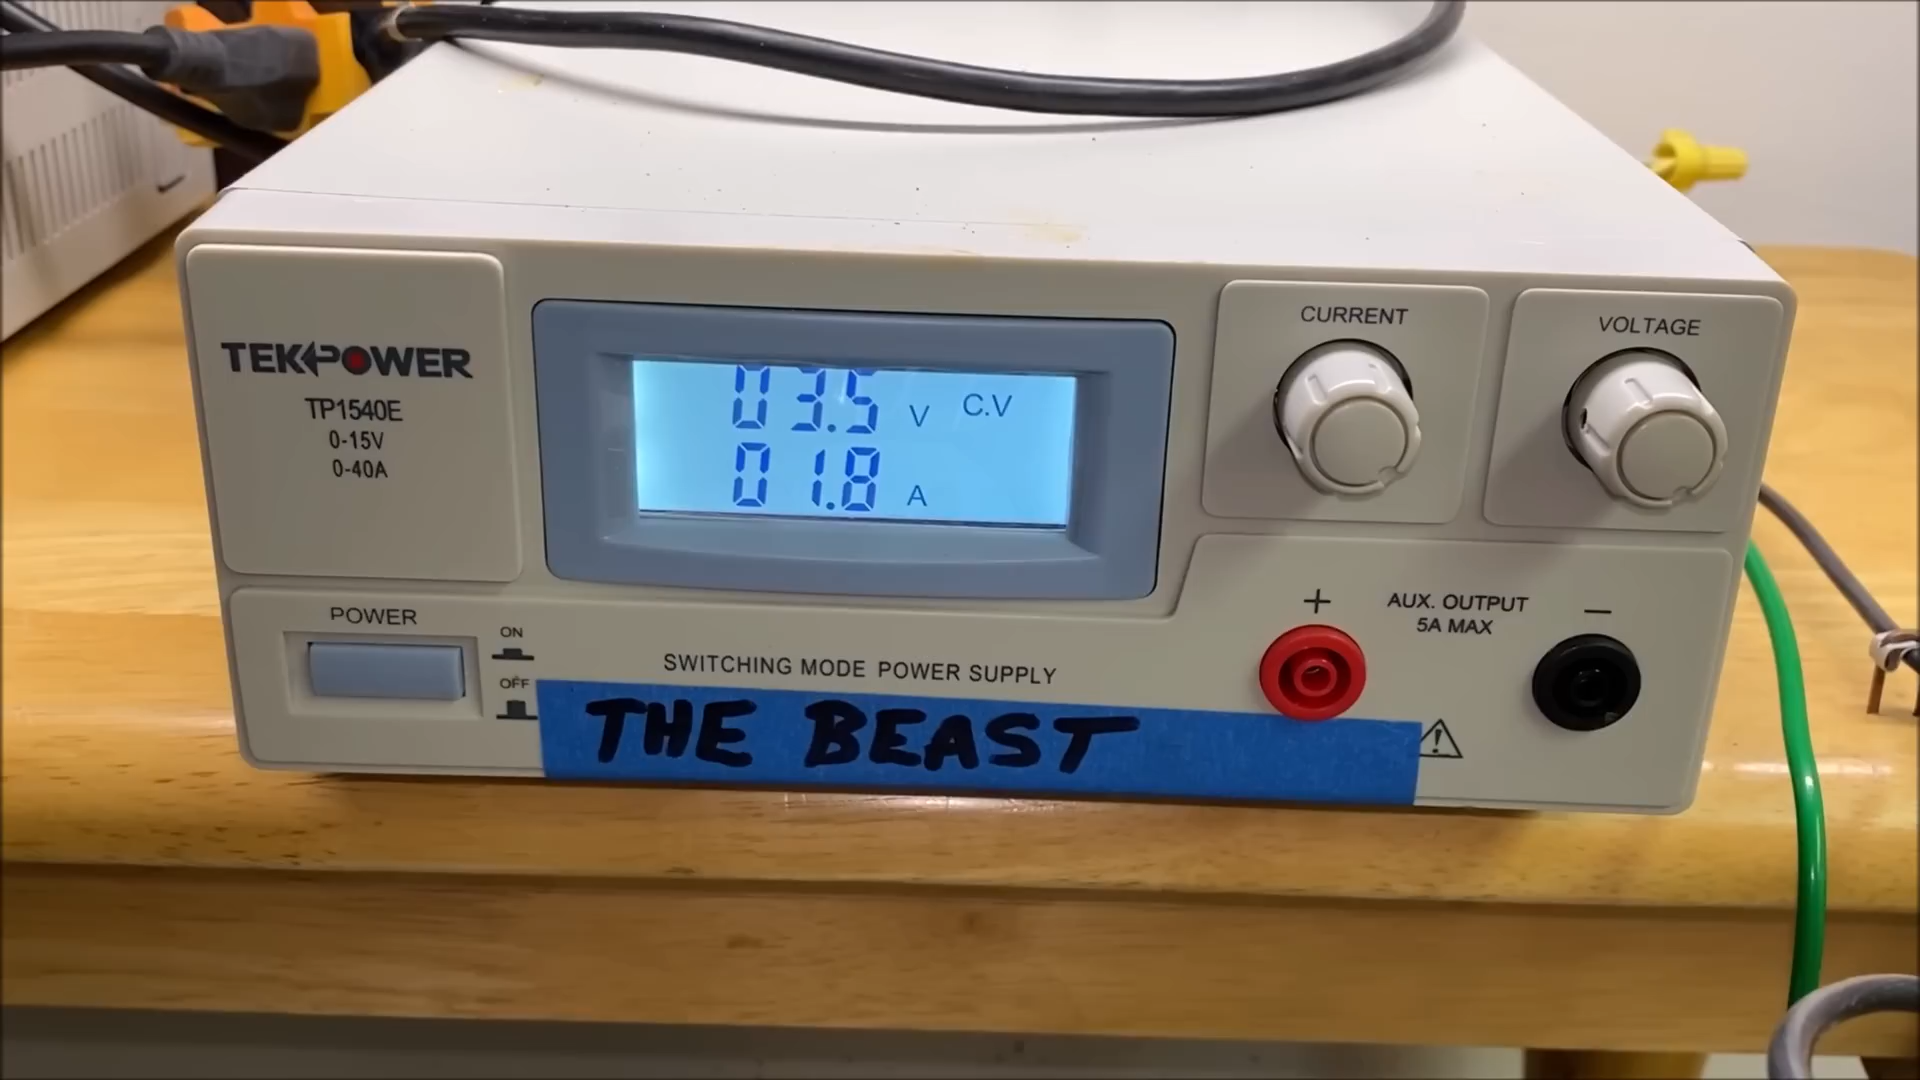 TEKPOWER
TP1540E
0-15V
0-40A
03.5 V C.V
01.8 A
CURRENT
VOLTAGE
POWER
ON
OFF
SWITCHING MODE POWER SUPPLY
+
AUX. OUTPUT
5A MAX
−
THE BEAST